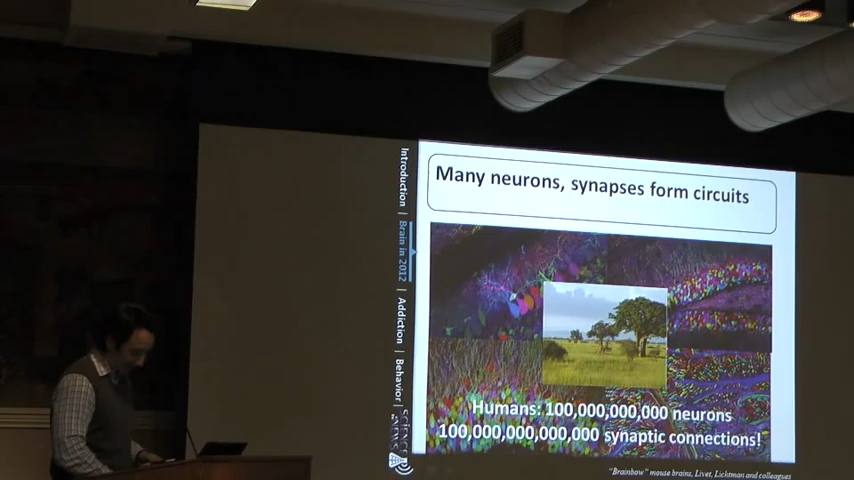 Many neurons, synapses form circuits
Introduction | Brain in 2012 | Addiction | Behavior |
Humans: 100,000,000,000 neurons
100,000,000,000,000 synaptic connections!
"Brainbow" mouse brains, Livet, Lichtman and colleagues